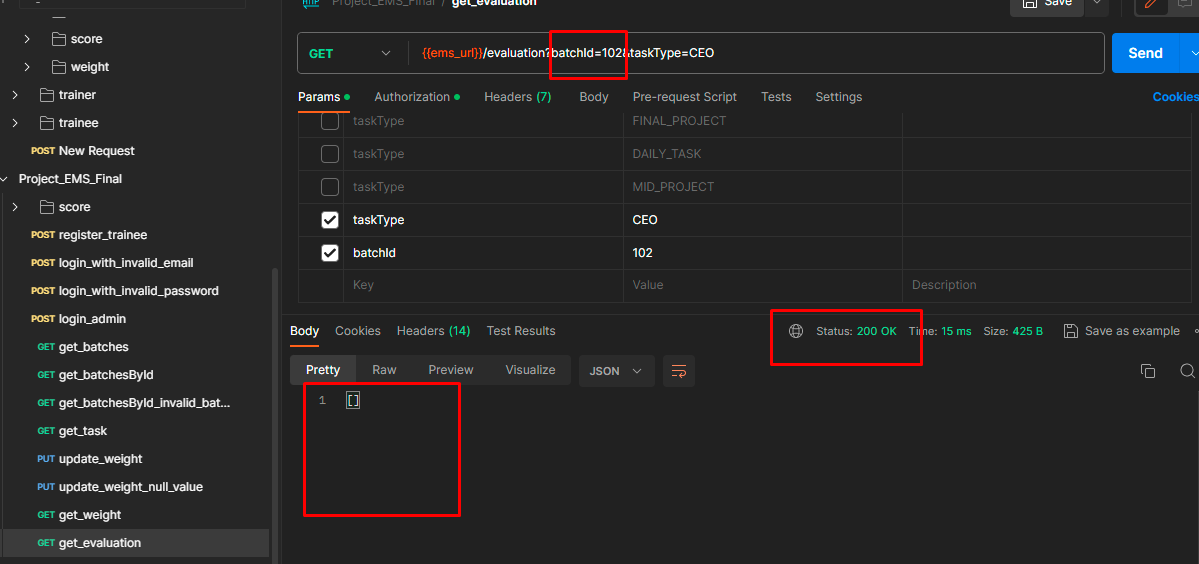 Project_EMS_Final / get_evaluation
Save
score
weight
trainer
trainee
POST New Request
Project_EMS_Final
score
POST register_trainee
POST login_with_invalid_email
POST login_with_invalid_password
POST login_admin
GET get_batches
GET get_batchesById
GET get_batchesById_invalid_bat...
GET get_task
PUT update_weight
PUT update_weight_null_value
GET get_weight
GET get_evaluation
GET {{ems_url}}/evaluation?batchId=102&taskType=CEO Send
Params Authorization Headers (7) Body Pre-request Script Tests Settings Cookies
taskType FINAL_PROJECT
taskType DAILY_TASK
taskType MID_PROJECT
taskType CEO
batchId 102
Key Value Description
Body Cookies Headers (14) Test Results Status: 200 OK Time: 15 ms Size: 425 B Save as example
Pretty Raw Preview Visualize JSON
1 []